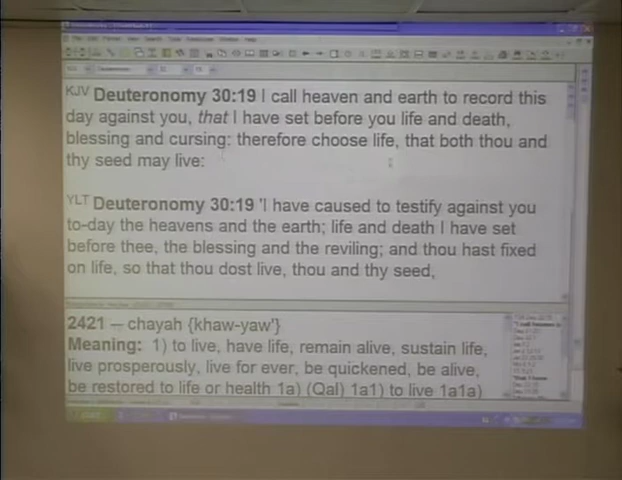 KJV Deuteronomy 30:19 I call heaven and earth to record this
day against you, that I have set before you life and death,
blessing and cursing: therefore choose life, that both thou and
thy seed may live:
YLT Deuteronomy 30:19 'I have caused to testify against you
to-day the heavens and the earth; life and death I have set
before thee, the blessing and the reviling; and thou hast fixed
on life, so that thou dost live, thou and thy seed,
2421 — chayah {khaw-yaw'}
Meaning: 1) to live, have life, remain alive, sustain life,
live prosperously, live for ever, be quickened, be alive,
be restored to life or health 1a) (Qal) 1a1) to live 1a1a)